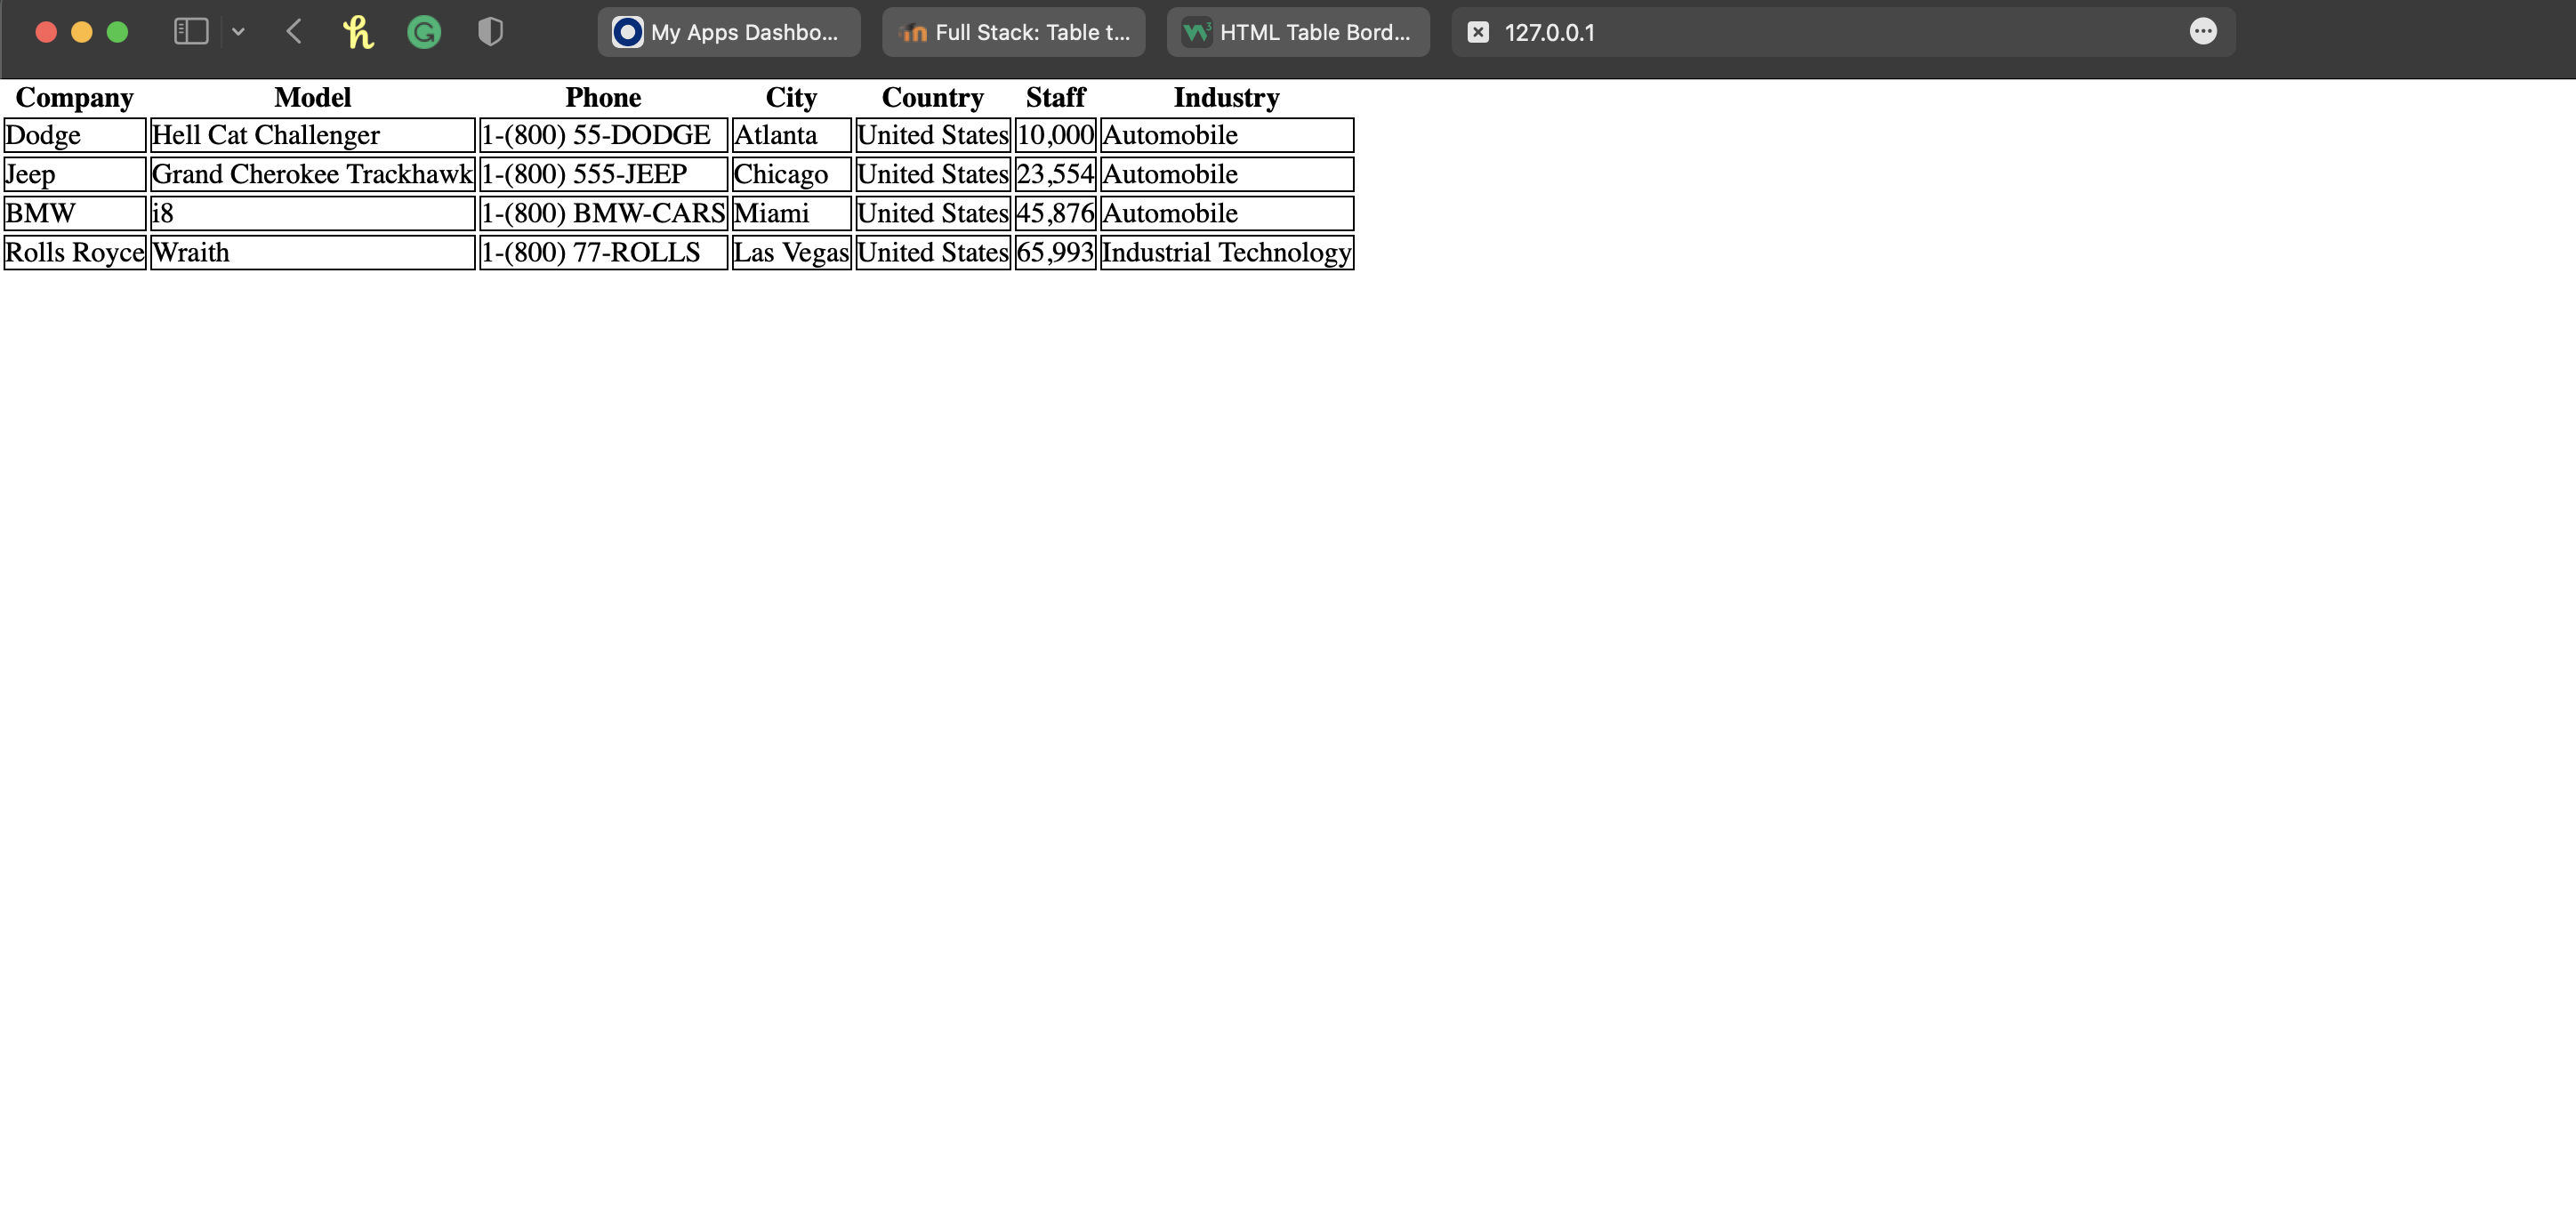 My Apps Dashbo... Full Stack: Table t... HTML Table Bord... 127.0.0.1
Company Model Phone City Country Staff Industry
Dodge Hell Cat Challenger 1-(800) 55-DODGE Atlanta United States 10,000 Automobile
Jeep Grand Cherokee Trackhawk 1-(800) 555-JEEP Chicago United States 23,554 Automobile
BMW i8 1-(800) BMW-CARS Miami United States 45,876 Automobile
Rolls Royce Wraith 1-(800) 77-ROLLS Las Vegas United States 65,993 Industrial Technology